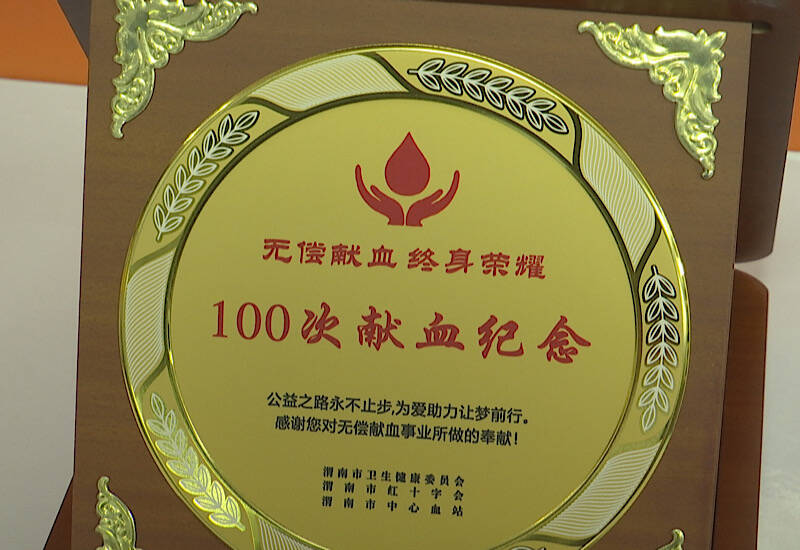 无偿献血 终身荣耀
100次献血纪念
公益之路永不止步,为爱助力让梦前行。
感谢您对无偿献血事业所做的奉献!
渭南市卫生健康委员会
渭南市红十字会
渭南市中心血站